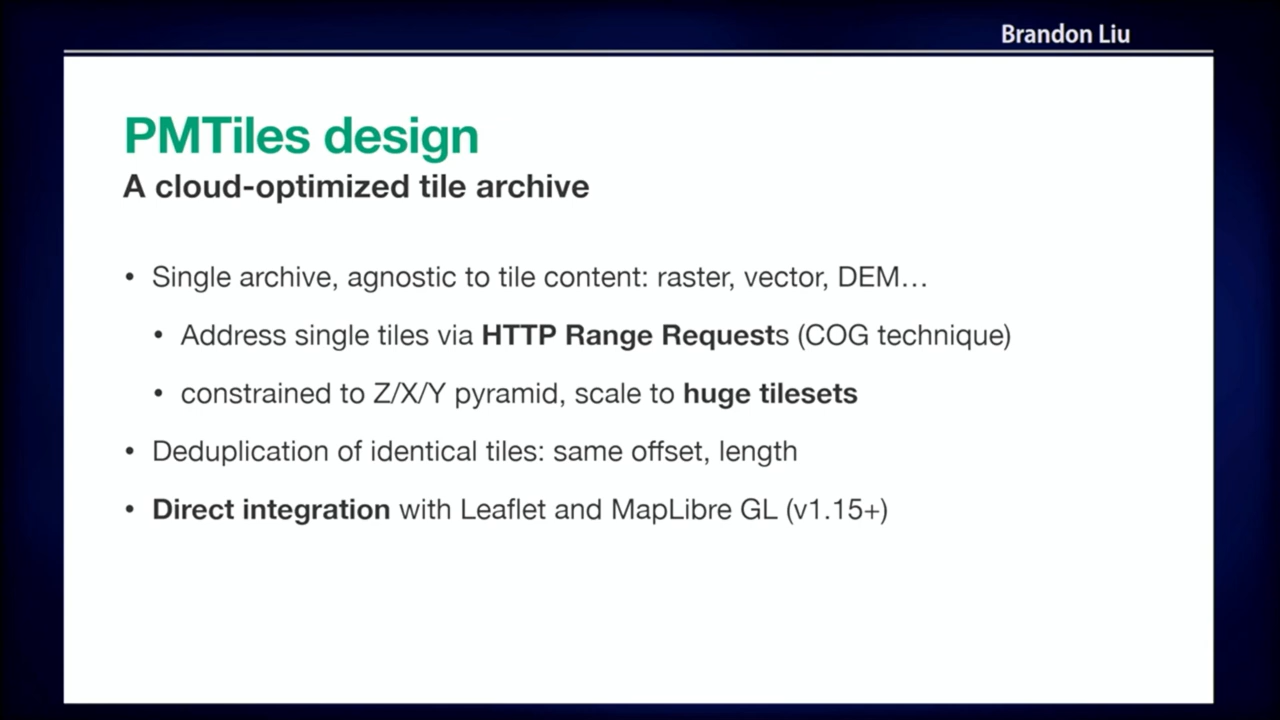 Brandon Liu
PMTiles design
A cloud-optimized tile archive
• Single archive, agnostic to tile content: raster, vector, DEM…
• Address single tiles via HTTP Range Requests (COG technique)
• constrained to Z/X/Y pyramid, scale to huge tilesets
• Deduplication of identical tiles: same offset, length
• Direct integration with Leaflet and MapLibre GL (v1.15+)